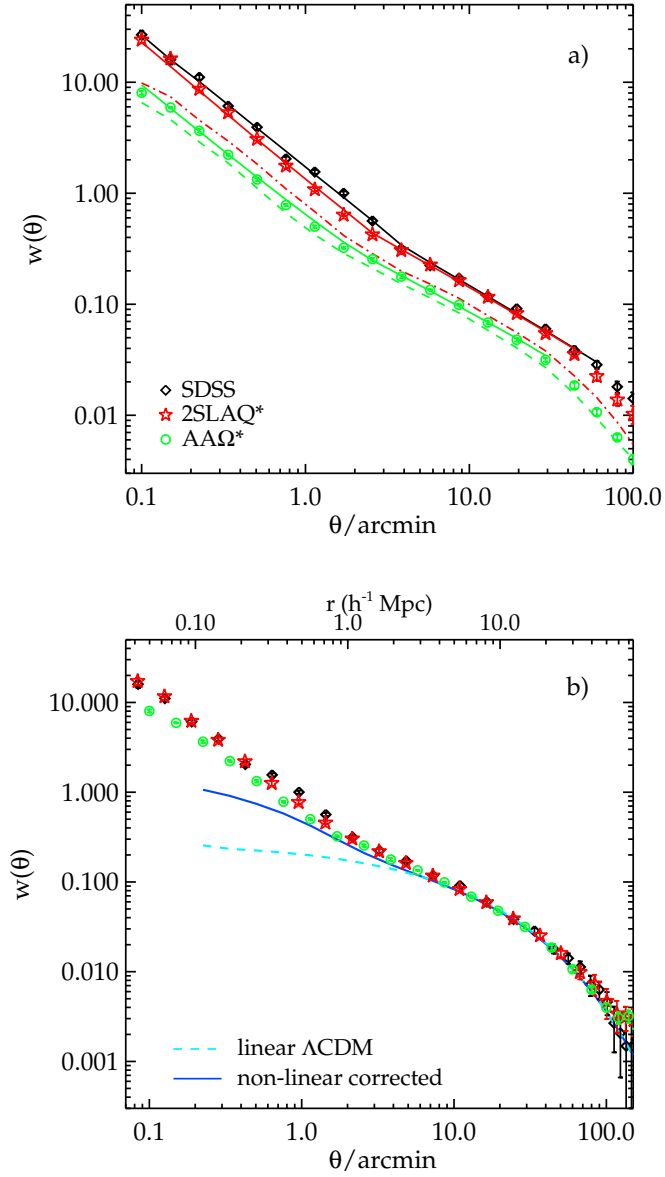 a)
10.00
1.00
0.10
0.01
w(θ)
SDSS
2SLAQ*
AAΩ*
0.1 1.0 10.0 100.0
θ/arcmin
r (h⁻¹ Mpc)
0.10 1.0 10.0
b)
10.000
1.000
0.100
0.010
0.001
w(θ)
linear ΛCDM
non-linear corrected
0.1 1.0 10.0 100.0
θ/arcmin